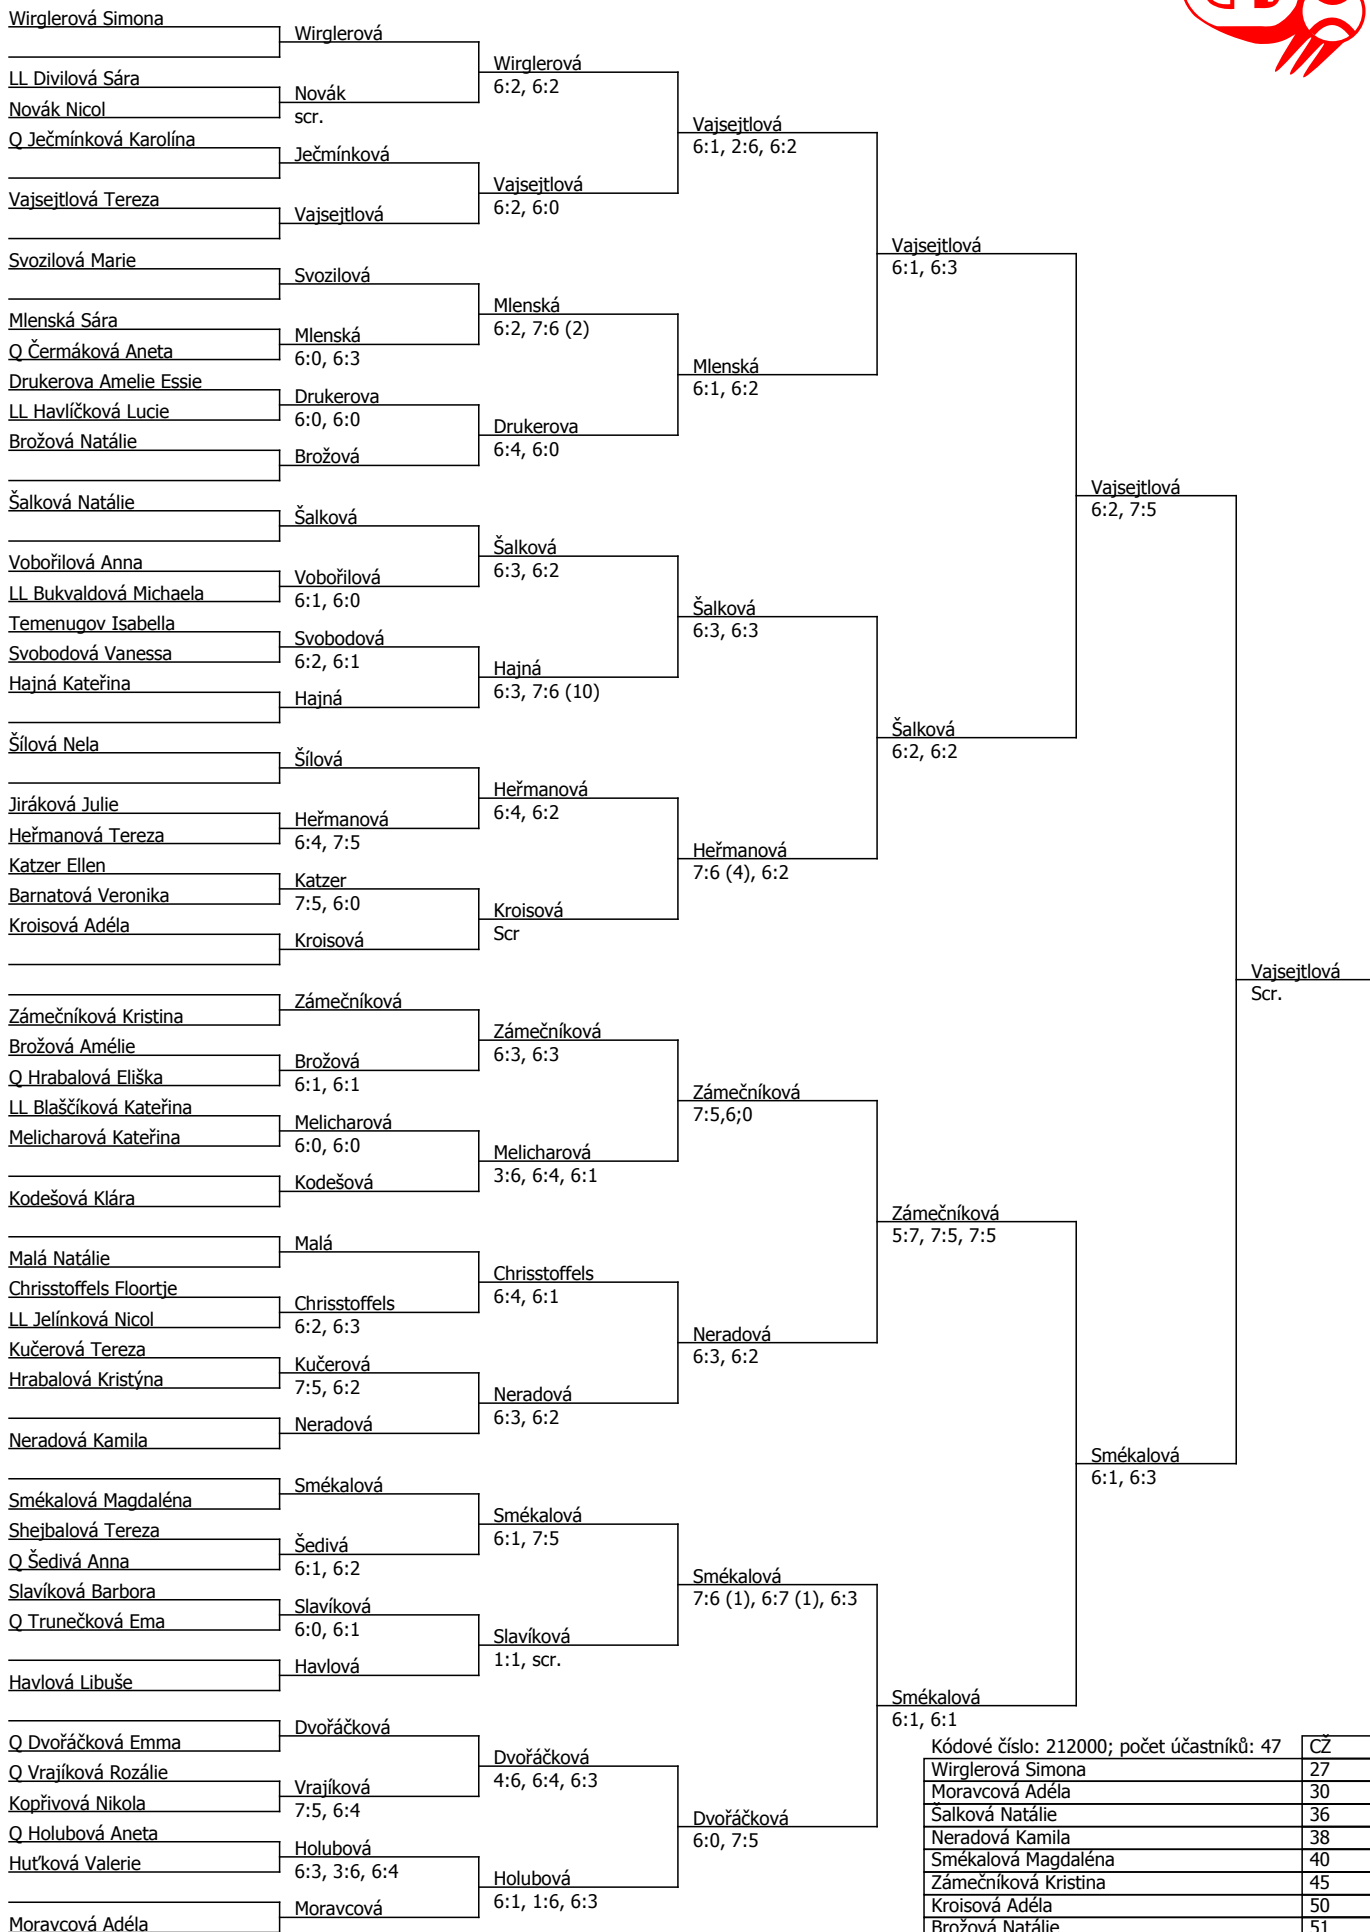 Wirglerová Simona
LL Divilová Sára
Novák Nicol
Q Ječmínková Karolína
Vajsejtlová Tereza
Svozilová Marie
Mlenská Sára
Q Čermáková Aneta
Drukerova Amelie Essie
LL Havlíčková Lucie
Brožová Natálie
Šalková Natálie
Vobořilová Anna
LL Bukvaldová Michaela
Temenugov Isabella
Svobodová Vanessa
Hajná Kateřina
Šílová Nela
Jiráková Julie
Heřmanová Tereza
Katzer Ellen
Barnatová Veronika
Kroisová Adéla
Zámečníková Kristina
Brožová Amélie
Q Hrabalová Eliška
LL Blaščíková Kateřina
Melicharová Kateřina
Kodešová Klára
Malá Natálie
Chrisstoffels Floortje
LL Jelínková Nicol
Kučerová Tereza
Hrabalová Kristýna
Neradová Kamila
Smékalová Magdaléna
Shejbalová Tereza
Q Šedivá Anna
Slavíková Barbora
Q Trunečková Ema
Havlová Libuše
Q Dvořáčková Emma
Q Vrajíková Rozálie
Kopřivová Nikola
Q Holubová Aneta
Huťková Valerie
Moravcová Adéla
Wirglerová
Novák
scr.
Ječmínková
Vajsejtlová
Svozilová
Mlenská
6:0, 6:3
Drukerova
6:0, 6:0
Brožová
Šalková
Vobořilová
6:1, 6:0
Svobodová
6:2, 6:1
Hajná
Šílová
Heřmanová
6:4, 7:5
Katzer
7:5, 6:0
Kroisová
Zámečníková
Brožová
6:1, 6:1
Melicharová
6:0, 6:0
Kodešová
Malá
Chrisstoffels
6:2, 6:3
Kučerová
7:5, 6:2
Neradová
Smékalová
Šedivá
6:1, 6:2
Slavíková
6:0, 6:1
Havlová
Dvořáčková
Vrajíková
7:5, 6:4
Holubová
6:3, 3:6, 6:4
Moravcová
Wirglerová
6:2, 6:2
Vajsejtlová
6:2, 6:0
Mlenská
6:2, 7:6 (2)
Drukerova
6:4, 6:0
Šalková
6:3, 6:2
Hajná
6:3, 7:6 (10)
Heřmanová
6:4, 6:2
Kroisová
Scr
Zámečníková
6:3, 6:3
Melicharová
3:6, 6:4, 6:1
Chrisstoffels
6:4, 6:1
Neradová
6:3, 6:2
Smékalová
6:1, 7:5
Slavíková
1:1, scr.
Dvořáčková
4:6, 6:4, 6:3
Holubová
6:1, 1:6, 6:3
Vajsejtlová
6:1, 2:6, 6:2
Mlenská
6:1, 6:2
Šalková
6:3, 6:3
Heřmanová
7:6 (4), 6:2
Zámečníková
7:5,6;0
Neradová
6:3, 6:2
Smékalová
7:6 (1), 6:7 (1), 6:3
Dvořáčková
6:0, 7:5
Vajsejtlová
6:1, 6:3
Šalková
6:2, 6:2
Zámečníková
5:7, 7:5, 7:5
Smékalová
6:1, 6:1
Vajsejtlová
6:2, 7:5
Smékalová
6:1, 6:3
Vajsejtlová
Scr.
Kódové číslo: 212000; počet účastníků: 47 CŽ
Wirglerová Simona 27
Moravcová Adéla 30
Šalková Natálie 36
Neradová Kamila 38
Smékalová Magdaléna 40
Zámečníková Kristina 45
Kroisová Adéla 50
Brožová Natálie 51